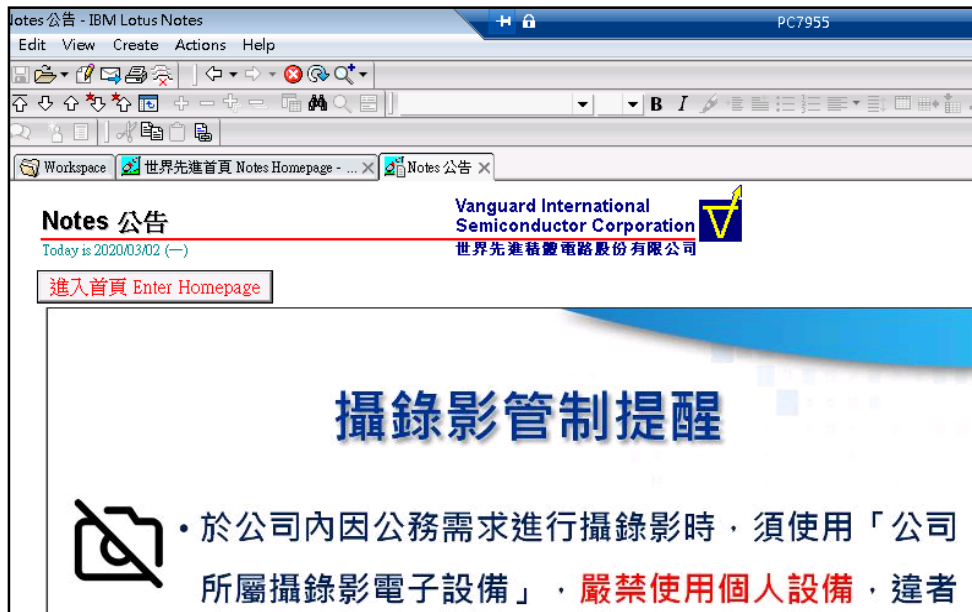 Notes 公告 - IBM Lotus Notes
PC7955
Edit View Create Actions Help
B I
Workspace
世界先進首頁 Notes Homepage - ...
Notes 公告
Notes 公告
Vanguard International
Semiconductor Corporation
Today is 2020/03/02 (一)
世界先進積體電路股份有限公司
進入首頁 Enter Homepage
攝錄影管制提醒
• 於公司內因公務需求進行攝錄影時，須使用「公司
所屬攝錄影電子設備」，嚴禁使用個人設備，違者